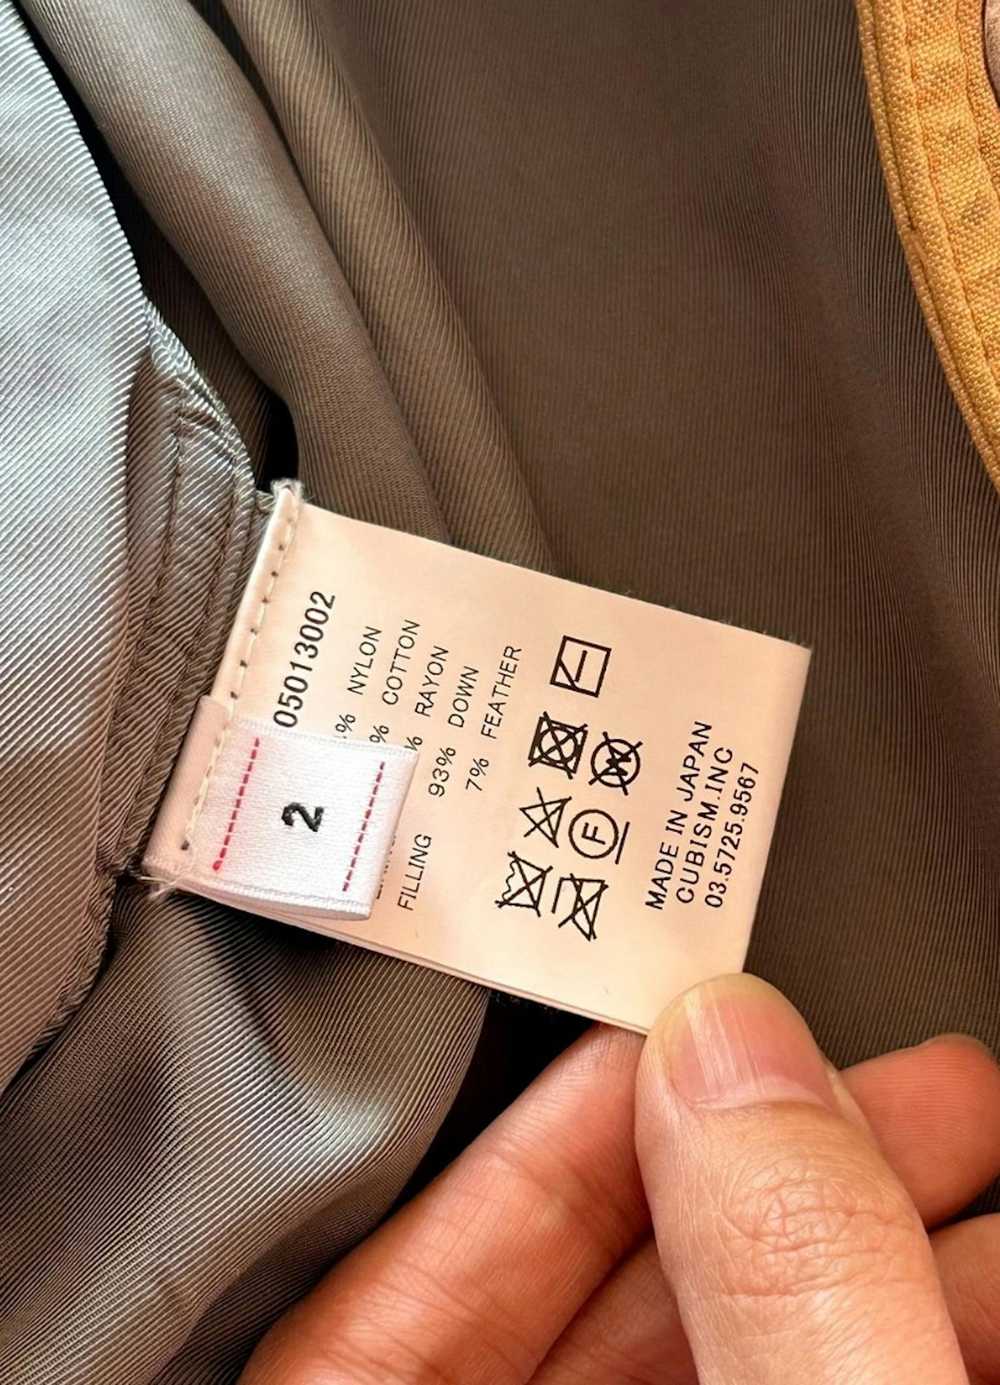 05013002
% NYLON
% COTTON
% RAYON
93% DOWN
7% FEATHER
FILLING
2
F
W
MADE IN JAPAN
CUBISM.INC
03.5725.9567